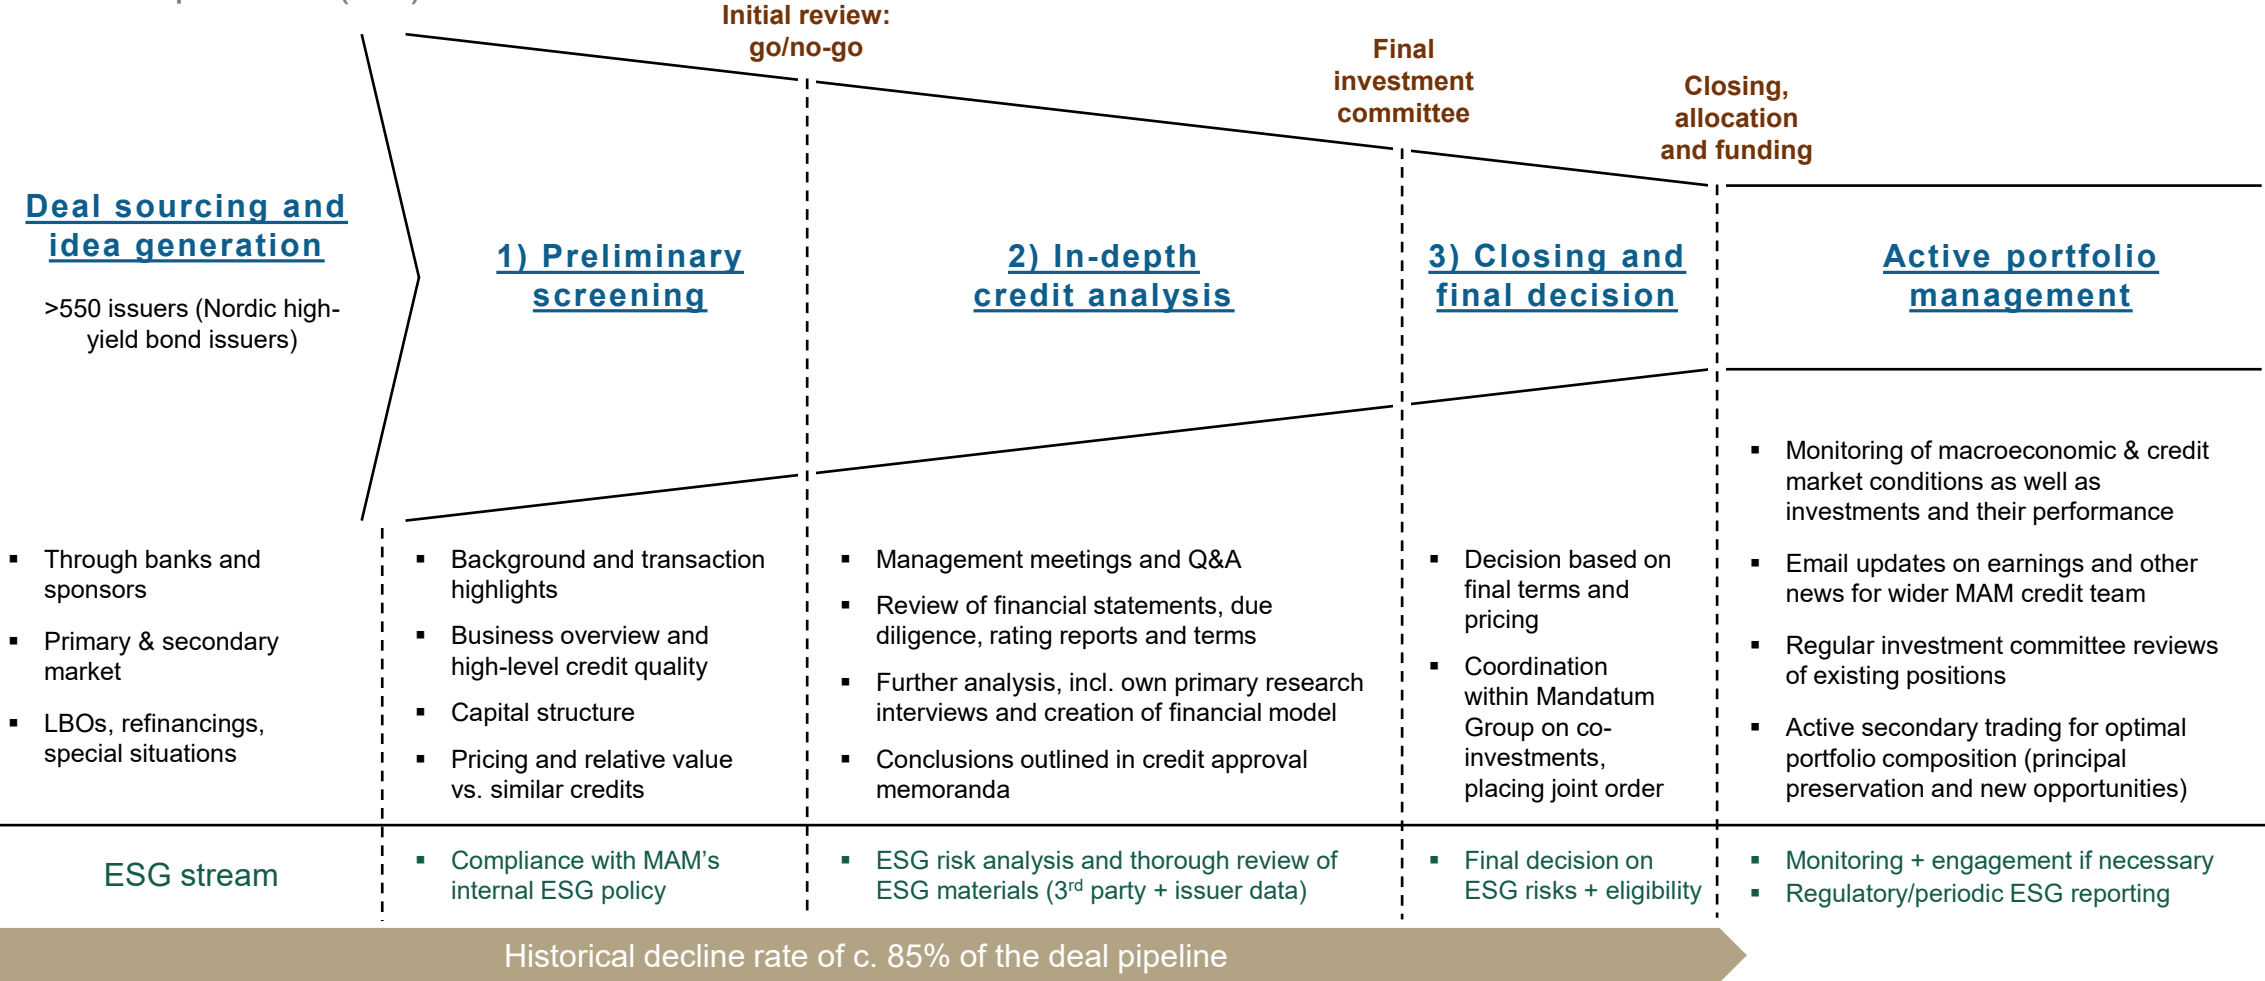 Initial review:
go/no-go
Final
investment
committee
Closing,
allocation
and funding
Deal sourcing and
idea generation
>550 issuers (Nordic high-
yield bond issuers)
1) Preliminary
screening
2) In-depth
credit analysis
3) Closing and
final decision
Active portfolio
management
▪ Through banks and
sponsors
▪ Primary & secondary
market
▪ LBOs, refinancings,
special situations
▪ Background and transaction
highlights
▪ Business overview and
high-level credit quality
▪ Capital structure
▪ Pricing and relative value
vs. similar credits
▪ Management meetings and Q&A
▪ Review of financial statements, due
diligence, rating reports and terms
▪ Further analysis, incl. own primary research
interviews and creation of financial model
▪ Conclusions outlined in credit approval
memoranda
▪ Decision based on
final terms and
pricing
▪ Coordination
within Mandatum
Group on co-
investments,
placing joint order
▪ Monitoring of macroeconomic & credit
market conditions as well as
investments and their performance
▪ Email updates on earnings and other
news for wider MAM credit team
▪ Regular investment committee reviews
of existing positions
▪ Active secondary trading for optimal
portfolio composition (principal
preservation and new opportunities)
ESG stream
▪ Compliance with MAM’s
internal ESG policy
▪ ESG risk analysis and thorough review of
ESG materials (3rd party + issuer data)
▪ Final decision on
ESG risks + eligibility
▪ Monitoring + engagement if necessary
▪ Regulatory/periodic ESG reporting
Historical decline rate of c. 85% of the deal pipeline